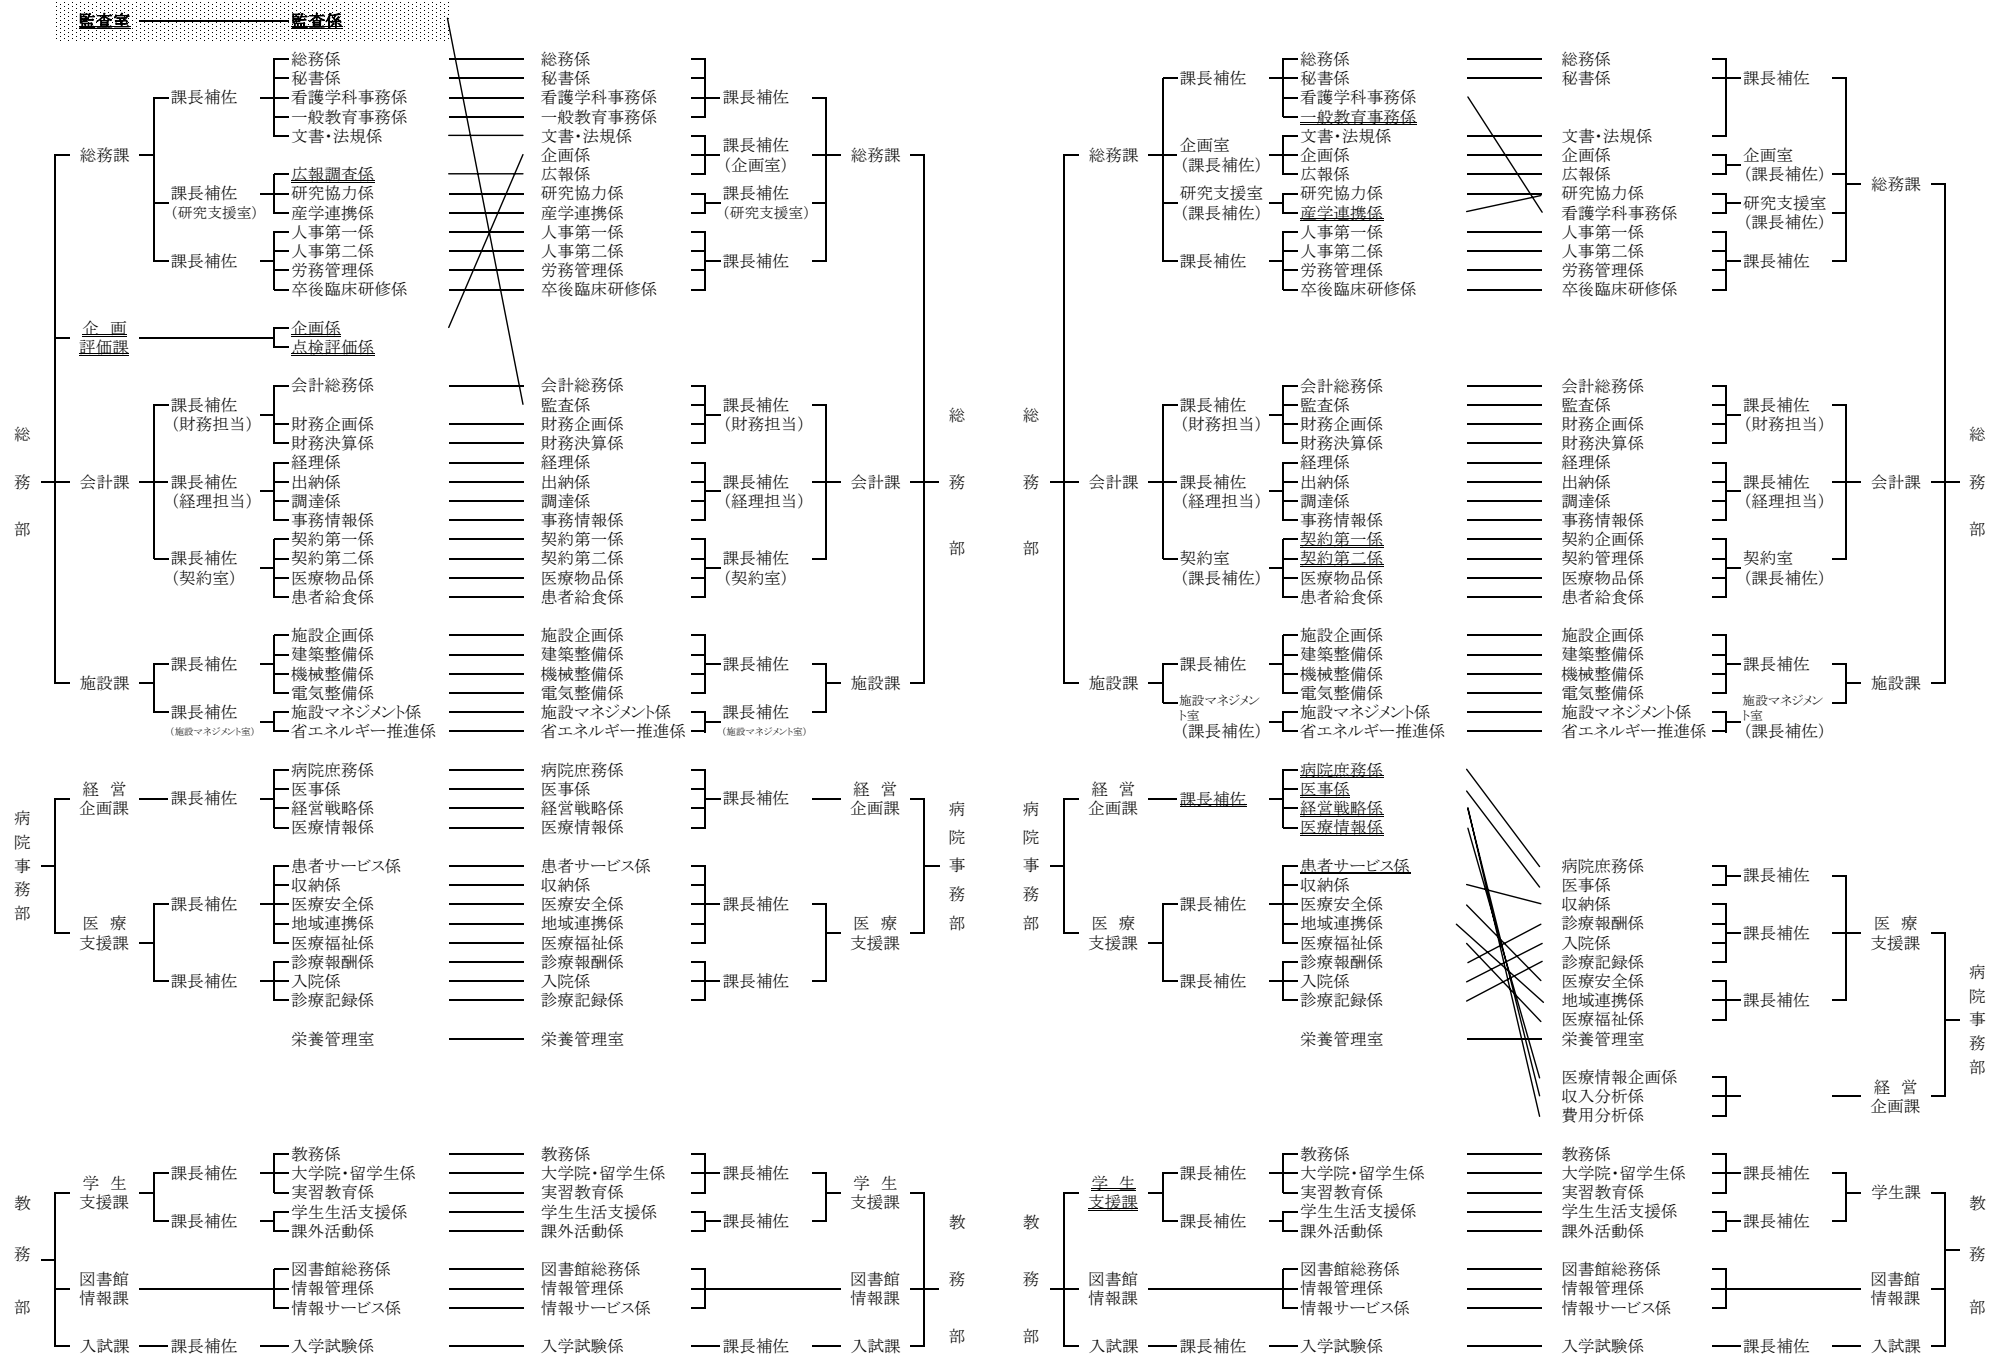 監査室 監査係
総務係 総務係 総務係 総務係
秘書係 秘書係 課長補佐 秘書係 秘書係 課長補佐
課長補佐 看護学科事務係 看護学科事務係 課長補佐 看護学科事務係
一般教育事務係 一般教育事務係 一般教育事務係
文書・法規係 文書・法規係 文書・法規係 文書・法規係
総務課 企画係 課長補佐 (企画室) 総務課 総務課 企画室 (課長補佐) 企画係 企画係 企画室 (課長補佐)
広報調査係 広報係 広報係 広報係
課長補佐 (研究支援室) 研究協力係 研究協力係 課長補佐 (研究支援室) 研究支援室 (課長補佐) 研究協力係 研究協力係 総務課
産学連携係 産学連携係 産学連携係 看護学科事務係 研究支援室 (課長補佐)
人事第一係 人事第一係 人事第一係 人事第一係
人事第二係 人事第二係 人事第二係 人事第二係
課長補佐 労務管理係 労務管理係 課長補佐 課長補佐 労務管理係 労務管理係 課長補佐
卒後臨床研修係 卒後臨床研修係 卒後臨床研修係 卒後臨床研修係
企 画 企画係
評価課 点検評価係
会計総務係 会計総務係 会計総務係 会計総務係
課長補佐 監査係 課長補佐 課長補佐 監査係 監査係 課長補佐
(財務担当) 財務企画係 財務企画係 (財務担当) (財務担当) 財務企画係 財務企画係 (財務担当)
財務決算係 財務決算係 財務決算係 財務決算係
経理係 経理係 経理係 経理係
総務部 会計課 課長補佐 出納係 出納係 課長補佐 会計課 総務部 総務部 会計課 課長補佐 出納係 出納係 課長補佐 会計課 総務部
(経理担当) 調達係 調達係 (経理担当) (経理担当) 調達係 調達係 (経理担当)
事務情報係 事務情報係 事務情報係 事務情報係
契約第一係 契約第一係 契約第一係 契約企画係
課長補佐 契約第二係 契約第二係 課長補佐 契約室 契約第二係 契約管理係 契約室
(契約室) 医療物品係 医療物品係 (契約室) (課長補佐) 医療物品係 医療物品係 (課長補佐)
患者給食係 患者給食係 患者給食係 患者給食係
施設企画係 施設企画係 施設企画係 施設企画係
建築整備係 建築整備係 建築整備係 建築整備係
課長補佐 機械整備係 機械整備係 課長補佐 課長補佐 機械整備係 機械整備係 課長補佐
施設課 電気整備係 電気整備係 施設課 施設課 電気整備係 電気整備係 施設課
課長補佐 施設マネジメント係 施設マネジメント係 課長補佐 施設マネジメント室 施設マネジメント係 施設マネジメント係 施設マネジメント室
(施設マネジメント室) 省エネルギー推進係 省エネルギー推進係 (施設マネジメント室) (課長補佐) 省エネルギー推進係 省エネルギー推進係 (課長補佐)
病院庶務係 病院庶務係 病院庶務係
経 営 医事係 医事係 経 営 経 営 医事係
企画課 課長補佐 経営戦略係 経営戦略係 課長補佐 企画課 企画課 課長補佐 経営戦略係
医療情報係 医療情報係 医療情報係
病院事務部 患者サービス係 患者サービス係 病院事務部 病院事務部 患者サービス係 病院庶務係 課長補佐
収納係 収納係 収納係 医事係
課長補佐 医療安全係 医療安全係 課長補佐 課長補佐 医療安全係 収納係
医 療 地域連携係 地域連携係 医 療 医 療 地域連携係 診療報酬係 課長補佐 医 療
支援課 医療福祉係 医療福祉係 支援課 支援課 医療福祉係 入院係 支援課
診療報酬係 診療報酬係 診療報酬係 診療記録係
課長補佐 入院係 入院係 課長補佐 課長補佐 入院係 医療安全係
診療記録係 診療記録係 診療記録係 地域連携係 課長補佐 病院事務部
医療福祉係
栄養管理室 栄養管理室 栄養管理室 栄養管理室
医療情報企画係
収入分析係 経 営
費用分析係 企画課
教務係 教務係 教務係 教務係
学 生 課長補佐 大学院・留学生係 大学院・留学生係 課長補佐 学 生 学 生 課長補佐 大学院・留学生係 大学院・留学生係 課長補佐
支援課 実習教育係 実習教育係 支援課 支援課 実習教育係 実習教育係 学生課
課長補佐 学生生活支援係 学生生活支援係 課長補佐 課長補佐 学生生活支援係 学生生活支援係 課長補佐
課外活動係 課外活動係 課外活動係 課外活動係
教務部 図書館 図書館総務係 図書館総務係 図書館 教務部 教務部 図書館 図書館総務係 図書館総務係 図書館 教務部
情報課 情報管理係 情報管理係 情報課 情報課 情報管理係 情報管理係 情報課
情報サービス係 情報サービス係 情報サービス係 情報サービス係
入試課 課長補佐 入学試験係 入学試験係 課長補佐 入試課 入試課 課長補佐 入学試験係 入学試験係 課長補佐 入試課